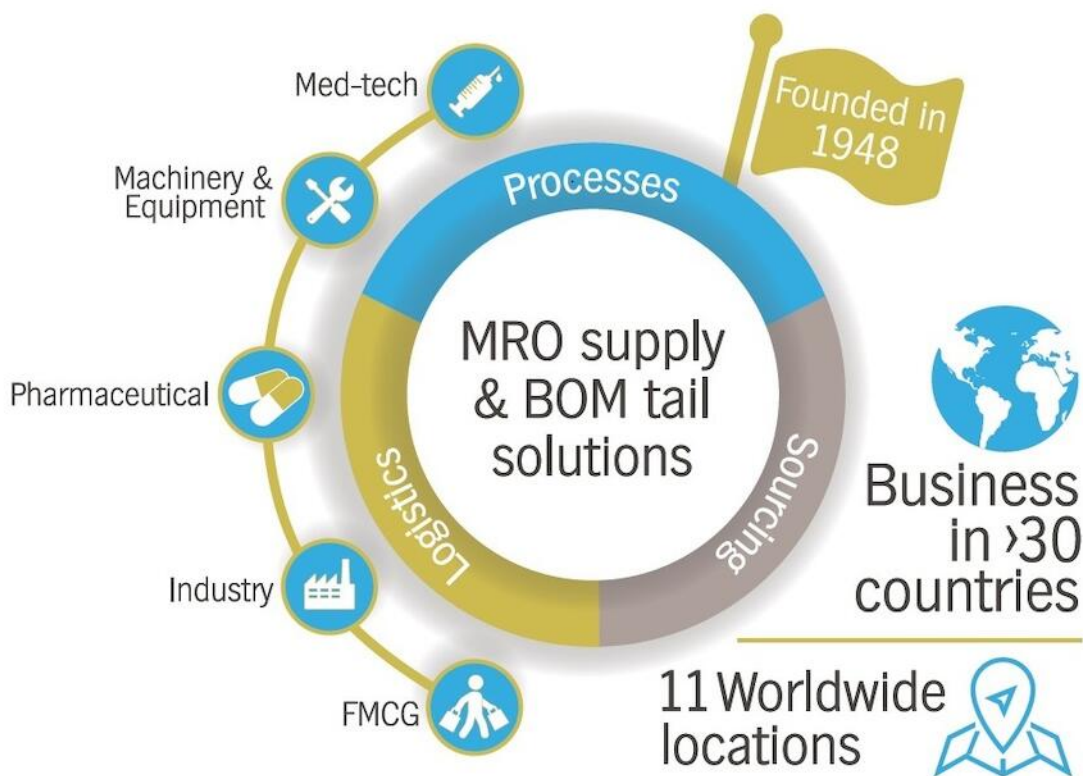 Med-tech
Machinery &
Equipment
Pharmaceutical
Industry
FMCG
Processes
Logistics
Sourcing
MRO supply
& BOM tail
solutions
Founded in
1948
Business
in >30
countries
11 Worldwide
locations